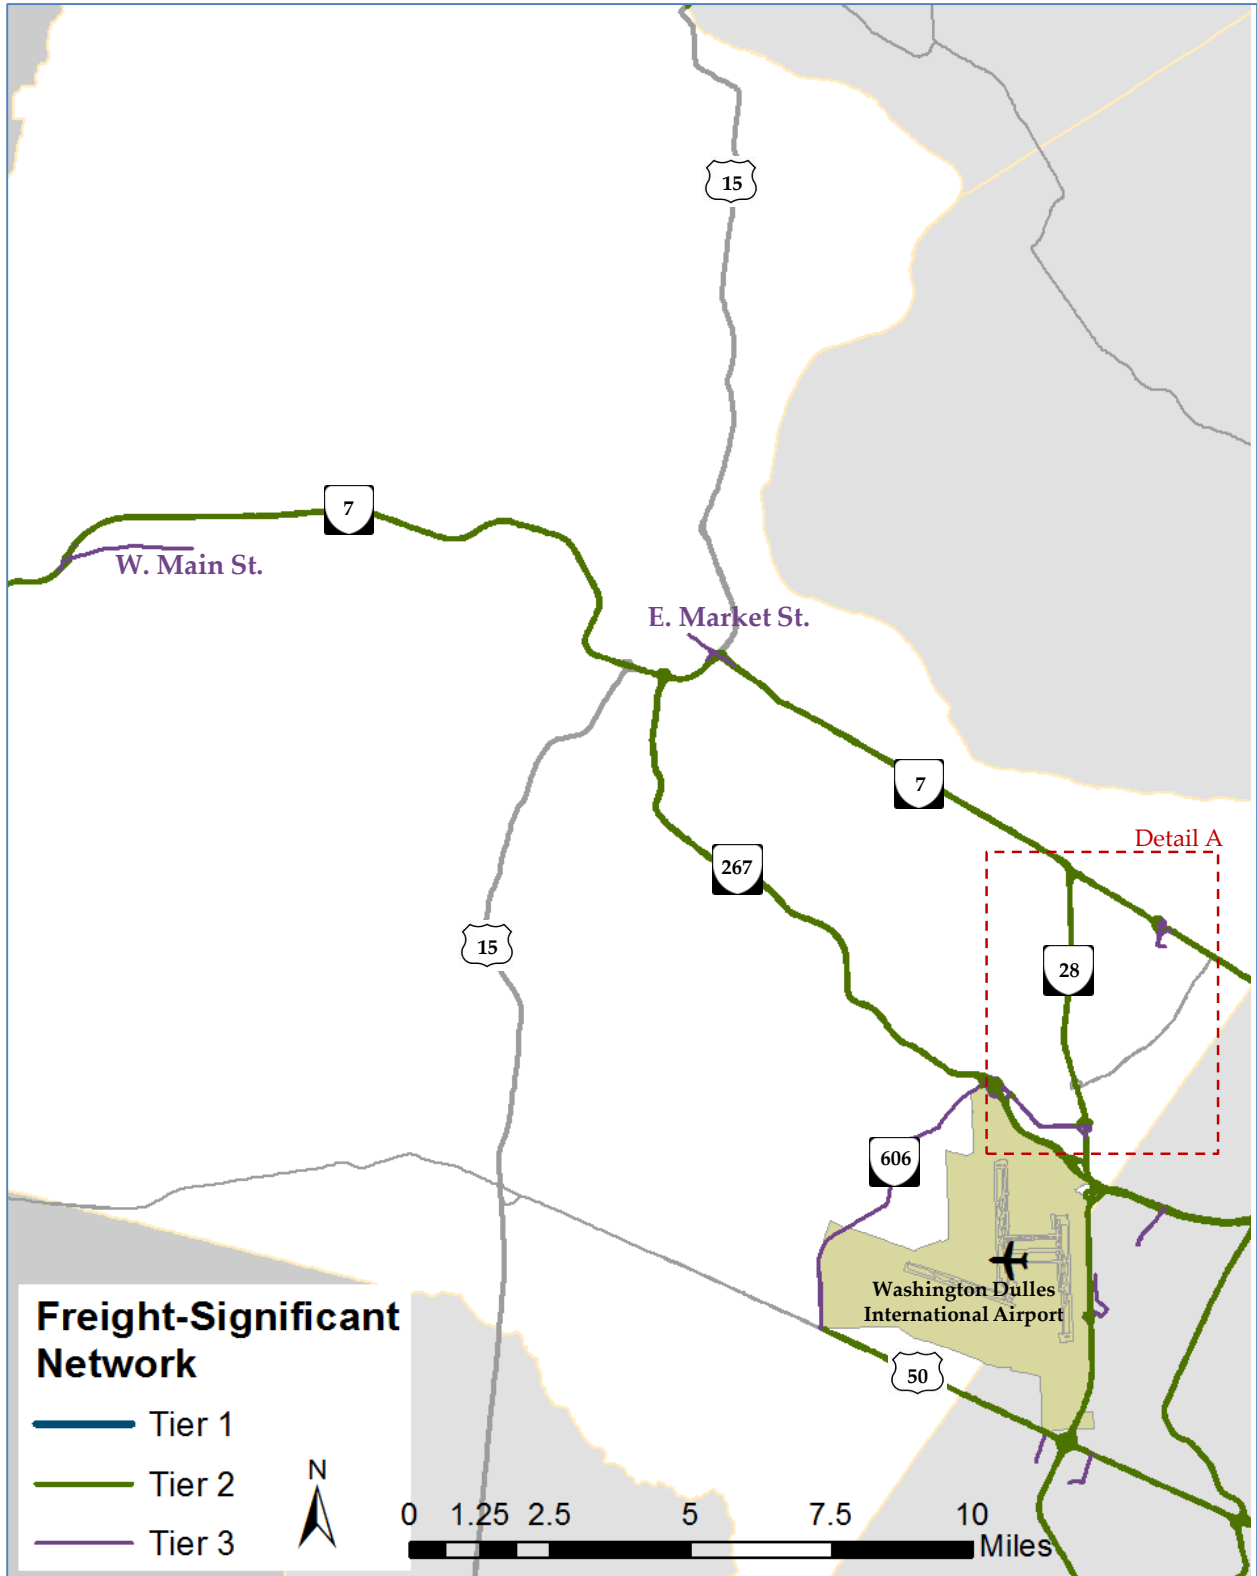 15
7
W. Main St.
E. Market St.
7
Detail A
267
15
28
606
Washington Dulles
International Airport
50
Freight-Significant
Network
Tier 1
Tier 2
Tier 3
N
0 1.25 2.5 5 7.5 10
Miles